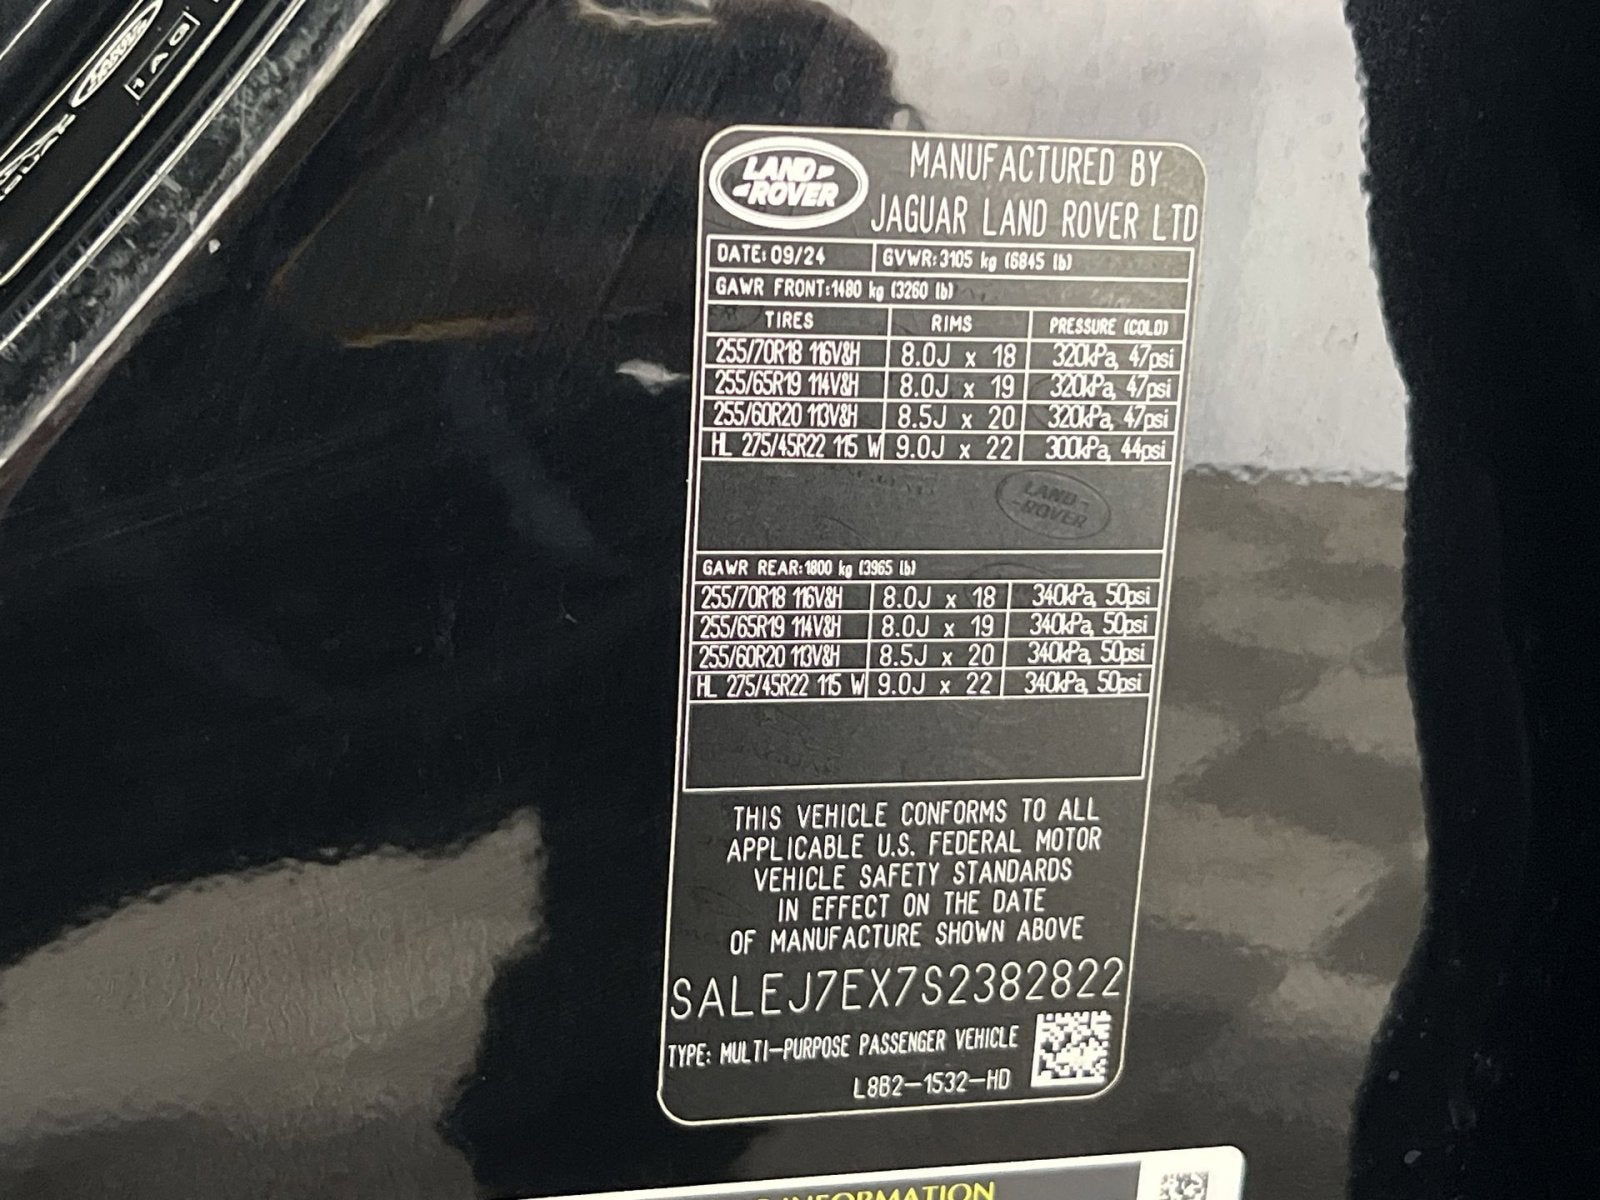 LAND
ROVER
MANUFACTURED BY
JAGUAR LAND ROVER LTD
DATE: 09/24 GVWR: 3105 kg (6845 lb)
GAWR FRONT: 1480 kg (3260 lb)
TIRES RIMS PRESSURE (COLD)
255/70R18 116V&H 8.0J x 18 320kPa, 47psi
255/65R19 114V&H 8.0J x 19 320kPa, 47psi
255/60R20 113V&H 8.5J x 20 320kPa, 47psi
HL 275/45R22 115 W 9.0J x 22 300kPa, 44psi
LAND
ROVER
GAWR REAR: 1800 kg (3965 lb)
255/70R18 116V&H 8.0J x 18 340kPa, 50psi
255/65R19 114V&H 8.0J x 19 340kPa, 50psi
255/60R20 113V&H 8.5J x 20 340kPa, 50psi
HL 275/45R22 115 W 9.0J x 22 340kPa, 50psi
THIS VEHICLE CONFORMS TO ALL
APPLICABLE U.S. FEDERAL MOTOR
VEHICLE SAFETY STANDARDS
IN EFFECT ON THE DATE
OF MANUFACTURE SHOWN ABOVE
SALEJ7EX7S2382822
TYPE: MULTI-PURPOSE PASSENGER VEHICLE
L8B2-1532-HD
INFORMATION